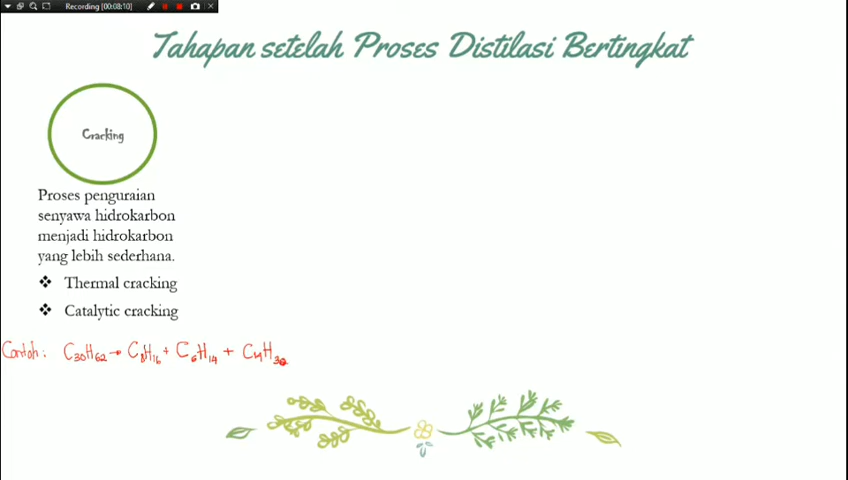 Recording [00:08:10]
Tahapan setelah Proses Distilasi Bertingkat
Cracking
Proses penguraian
senyawa hidrokarbon
menjadi hidrokarbon
yang lebih sederhana.
❖ Thermal cracking
❖ Catalytic cracking
Contoh: C₃₀H₆₂ → C₈H₁₆ + C₆H₁₄ +